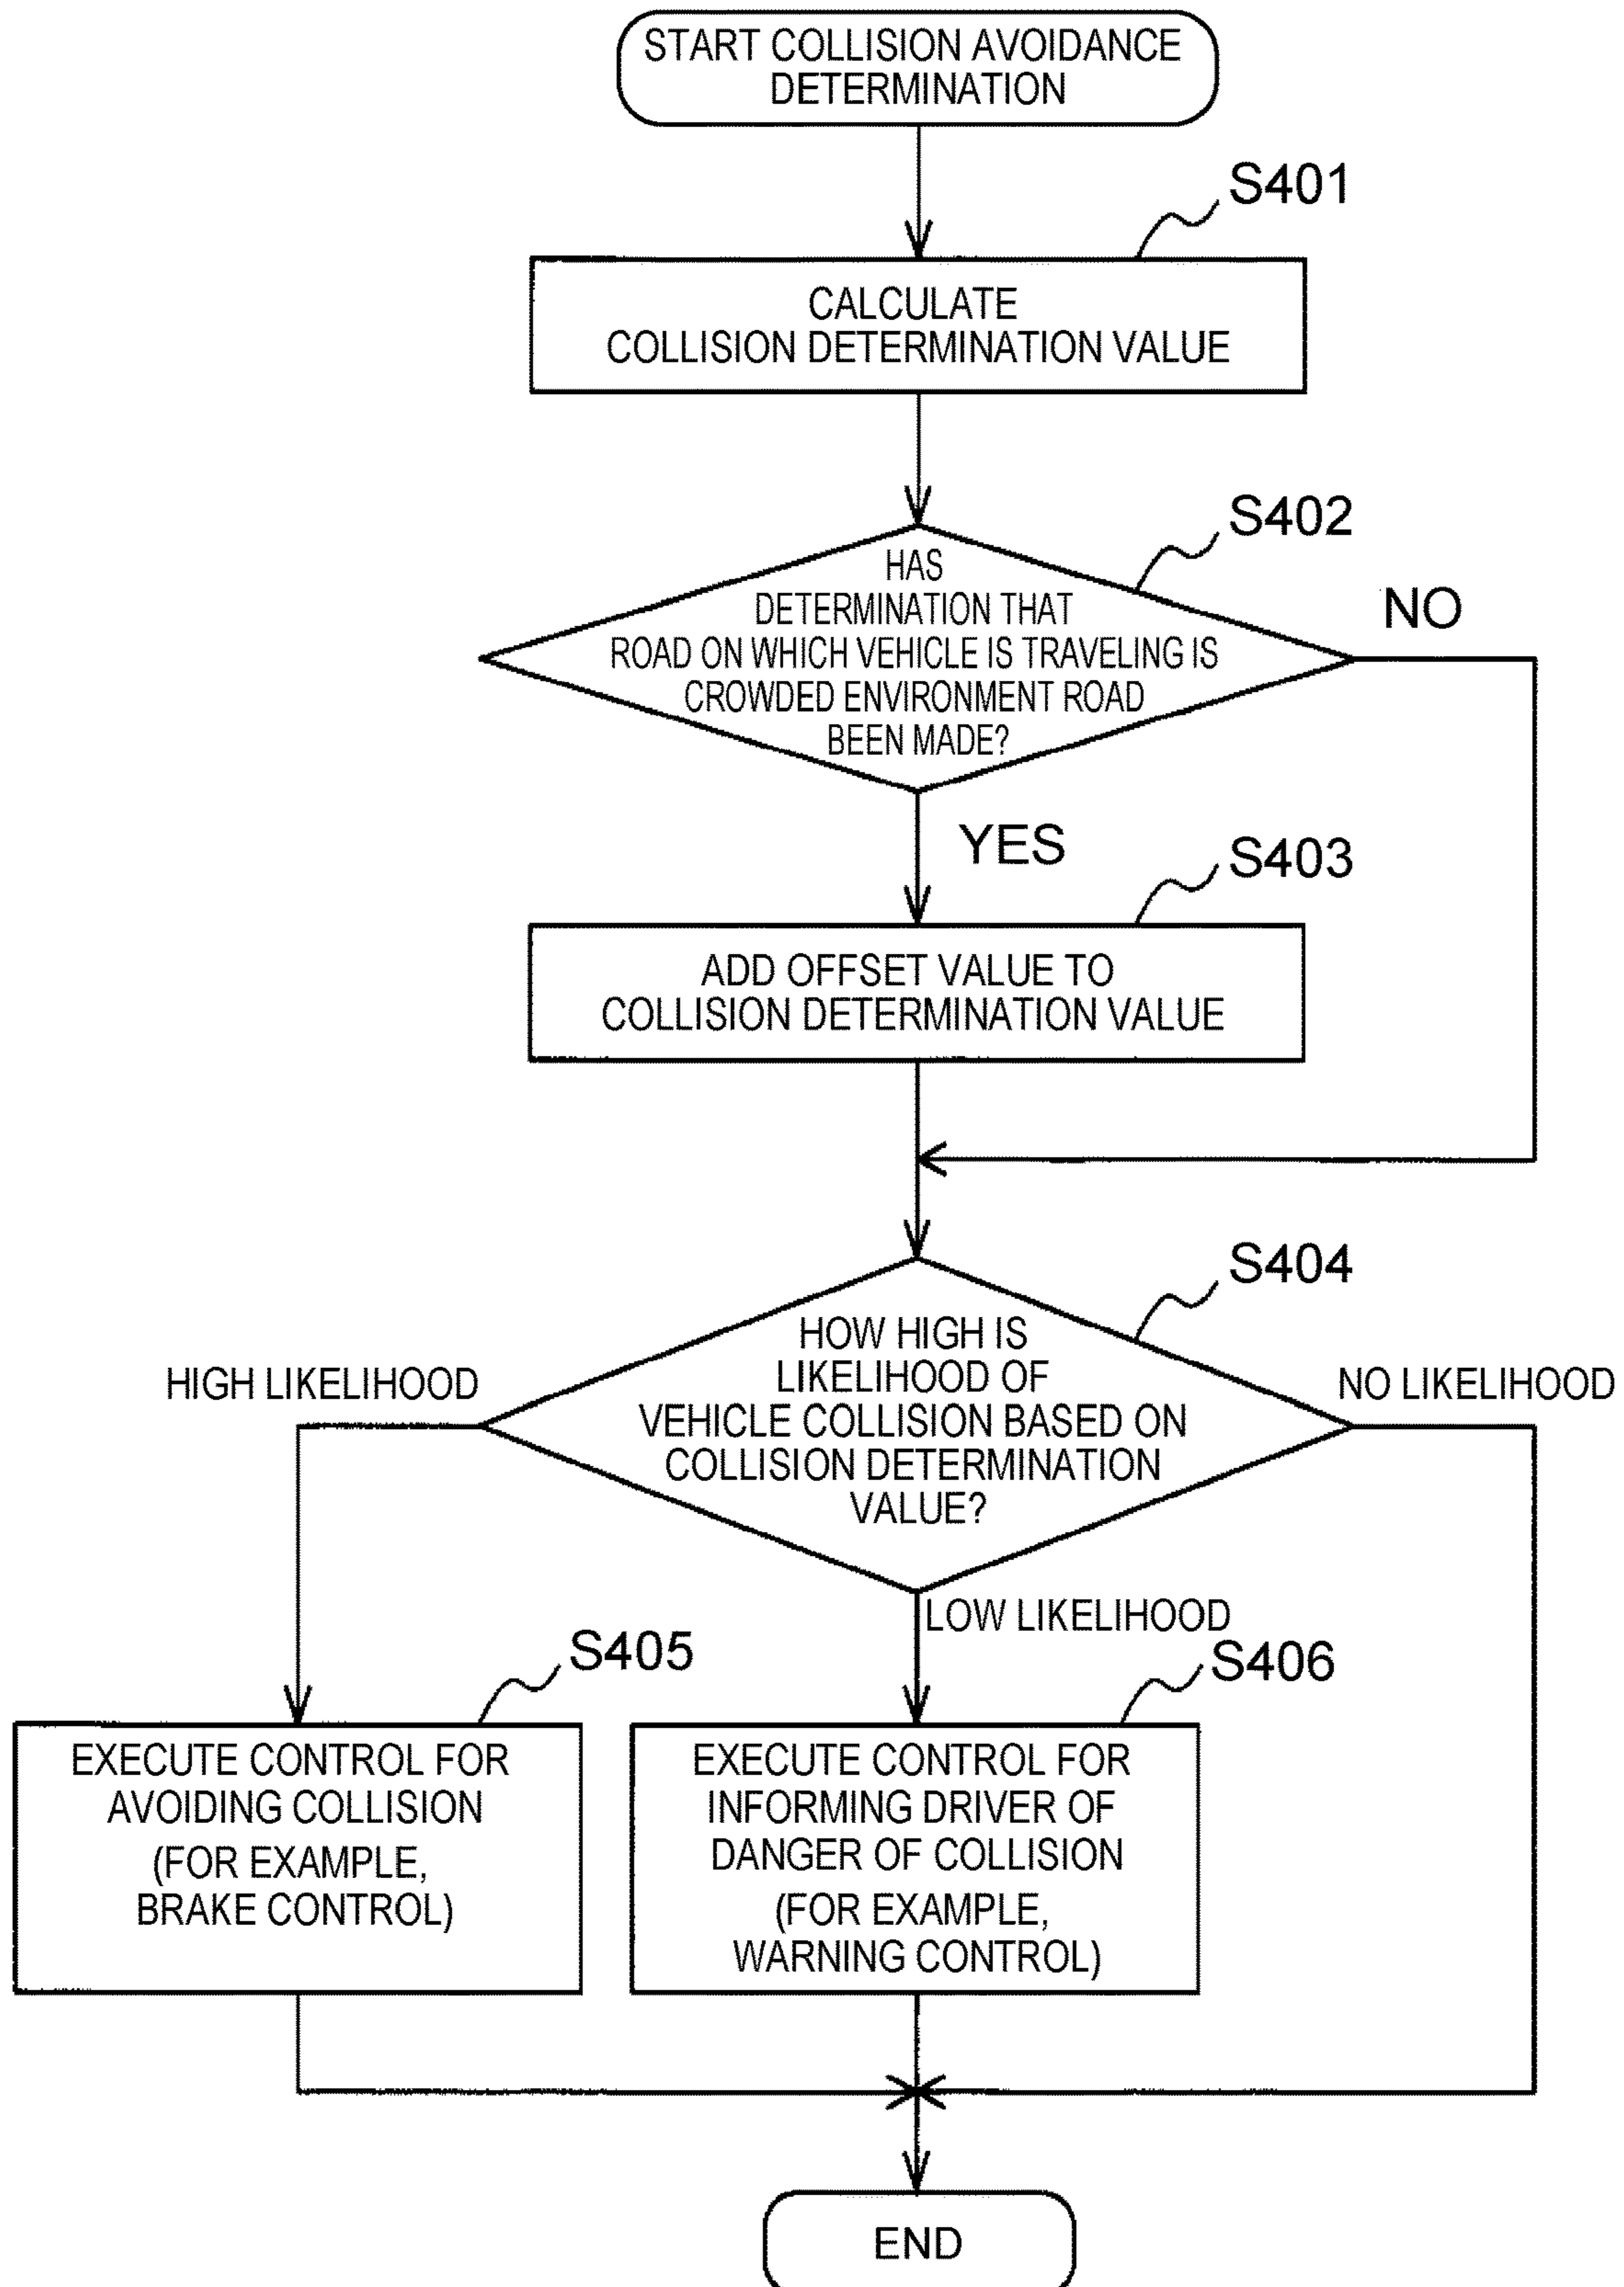 START COLLISION AVOIDANCE
DETERMINATION
S401
CALCULATE
COLLISION DETERMINATION VALUE
S402
HAS
DETERMINATION THAT
ROAD ON WHICH VEHICLE IS TRAVELING IS
CROWDED ENVIRONMENT ROAD
BEEN MADE?
NO
YES
S403
ADD OFFSET VALUE TO
COLLISION DETERMINATION VALUE
S404
HOW HIGH IS
LIKELIHOOD OF
VEHICLE COLLISION BASED ON
COLLISION DETERMINATION
VALUE?
HIGH LIKELIHOOD
NO LIKELIHOOD
LOW LIKELIHOOD
S405
EXECUTE CONTROL FOR
AVOIDING COLLISION
(FOR EXAMPLE,
BRAKE CONTROL)
S406
EXECUTE CONTROL FOR
INFORMING DRIVER OF
DANGER OF COLLISION
(FOR EXAMPLE,
WARNING CONTROL)
END